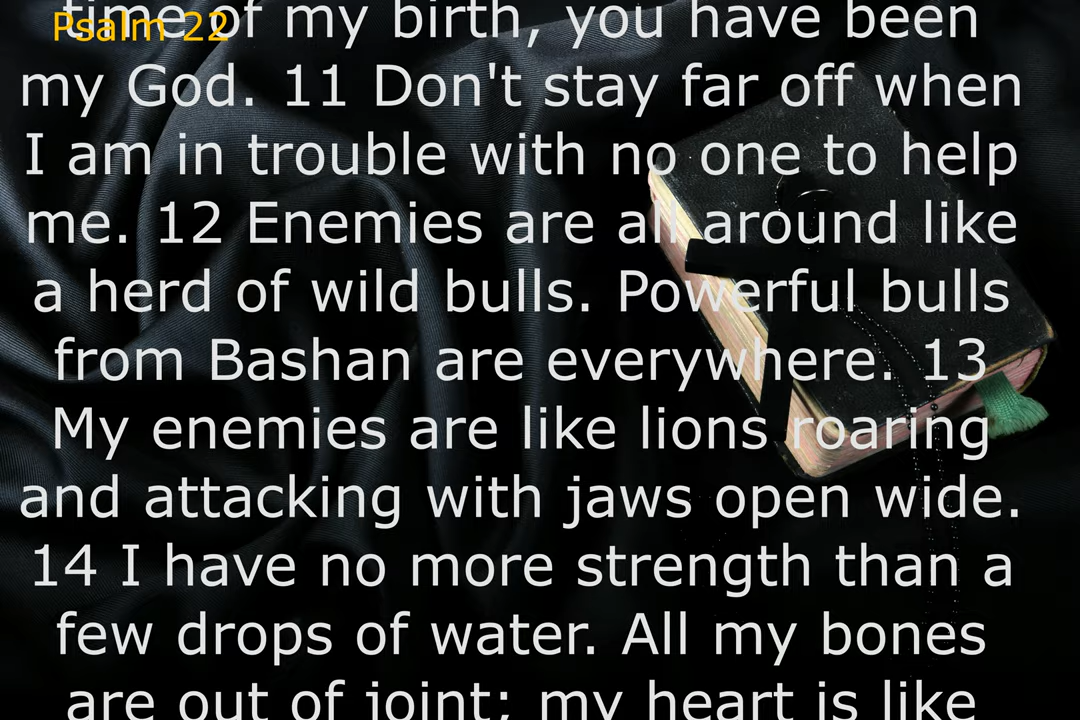 Psalm 22
time of my birth, you have been
my God. 11 Don't stay far off when
I am in trouble with no one to help
me. 12 Enemies are all around like
a herd of wild bulls. Powerful bulls
from Bashan are everywhere. 13
My enemies are like lions roaring
and attacking with jaws open wide.
14 I have no more strength than a
few drops of water. All my bones
are out of joint; my heart is like